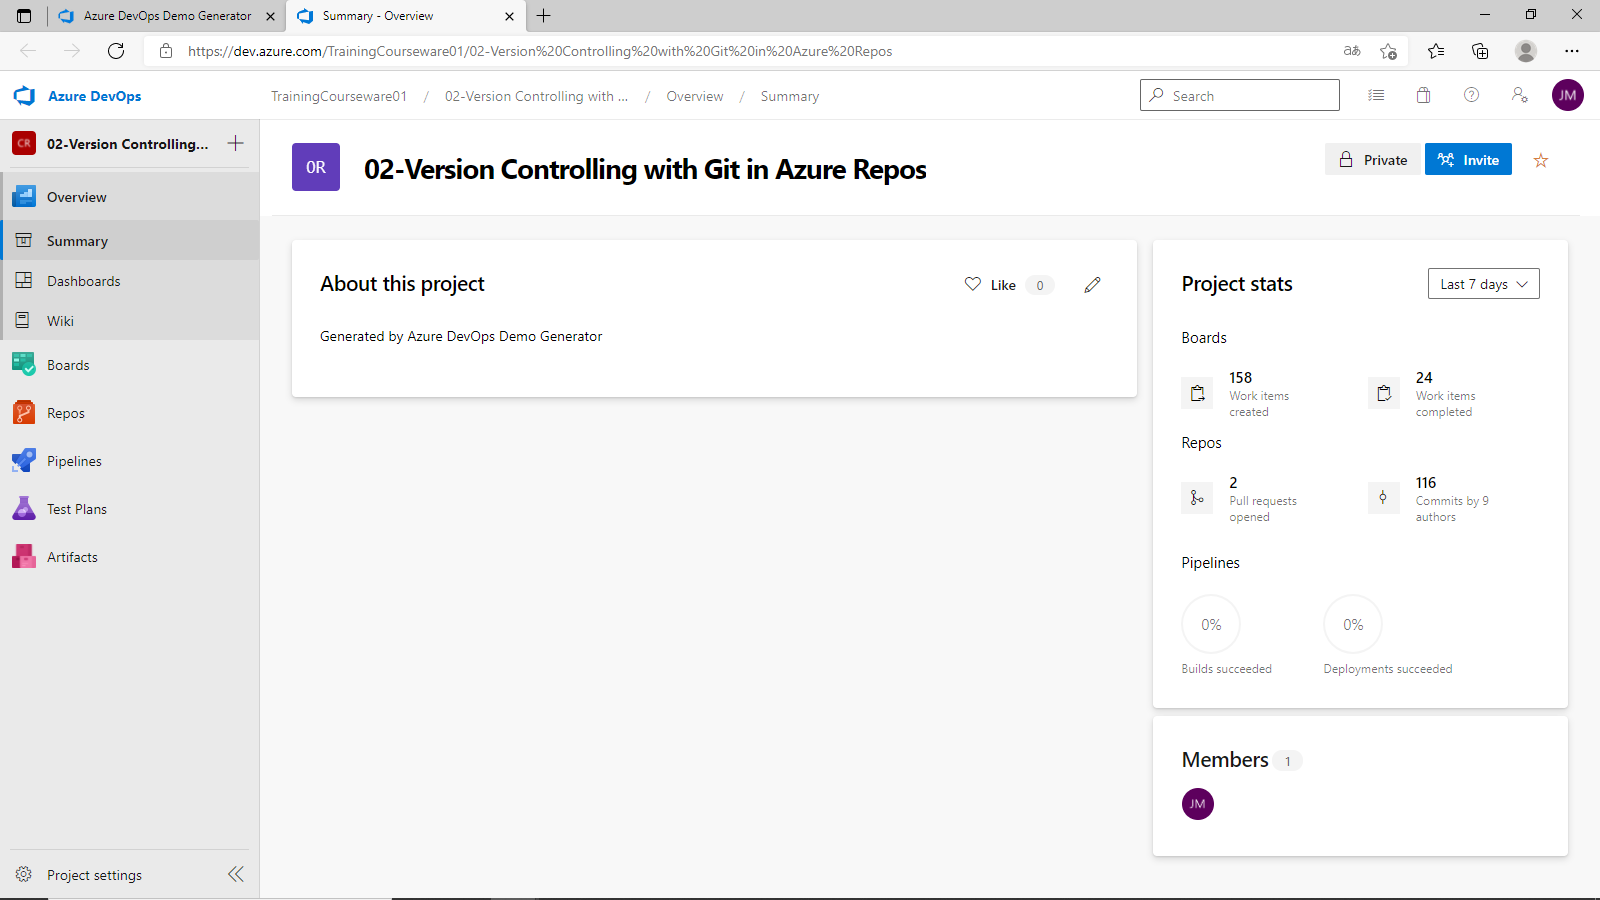 Azure DevOps Demo Generator
Summary - Overview
https://dev.azure.com/TrainingCourseware01/02-Version%20Controlling%20with%20Git%20in%20Azure%20Repos
aあ
Azure DevOps
TrainingCourseware01 / 02-Version Controlling with ... / Overview / Summary
Search
JM
CR 02-Version Controlling...
Overview
Summary
Dashboards
Wiki
Boards
Repos
Pipelines
Test Plans
Artifacts
Project settings
0R 02-Version Controlling with Git in Azure Repos
Private
Invite
About this project
Like 0
Generated by Azure DevOps Demo Generator
Project stats
Last 7 days
Boards
158
Work items
created
24
Work items
completed
Repos
2
Pull requests
opened
116
Commits by 9
authors
Pipelines
0%
Builds succeeded
0%
Deployments succeeded
Members 1
JM